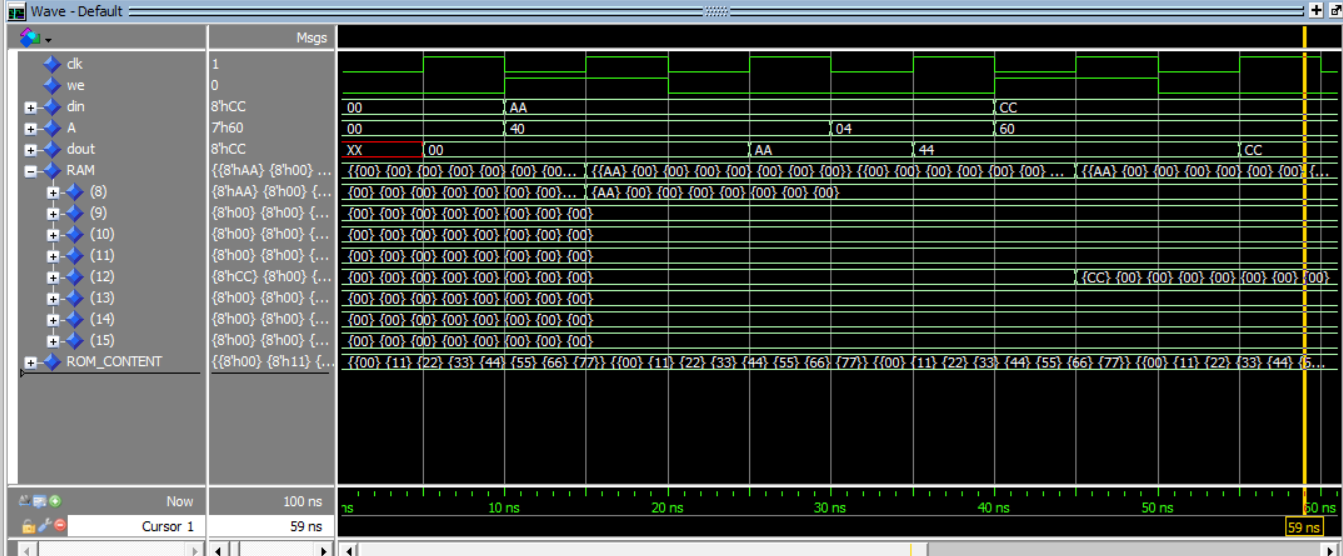 Wave - Default
Msgs
clk 1
we 0
din 8'hCC 00 AA CC
A 7'h60 00 40 04 60
dout 8'hCC XX 00 AA 44 CC
RAM {{8'hAA} {8'h00} ... {{00} {00} {00} {00} {00} {00} {00} {00... {{AA} {00} {00} {00} {00} {00} {00} {00}} {{00} {00} {00} {00} {00} {00} ... {{AA} {00} {00} {00} {00} {00} {00} {...
(8) {8'hAA} {8'h00} {... {00} {00} {00} {00} {00} {00} {00} {00}... {AA} {00} {00} {00} {00} {00} {00} {00}
(9) {8'h00} {8'h00} {... {00} {00} {00} {00} {00} {00} {00} {00}
(10) {8'h00} {8'h00} {... {00} {00} {00} {00} {00} {00} {00} {00}
(11) {8'h00} {8'h00} {... {00} {00} {00} {00} {00} {00} {00} {00}
(12) {8'hCC} {8'h00} {... {00} {00} {00} {00} {00} {00} {00} {00} {CC} {00} {00} {00} {00} {00} {00} {00}
(13) {8'h00} {8'h00} {... {00} {00} {00} {00} {00} {00} {00} {00}
(14) {8'h00} {8'h00} {... {00} {00} {00} {00} {00} {00} {00} {00}
(15) {8'h00} {8'h00} {... {00} {00} {00} {00} {00} {00} {00} {00}
ROM_CONTENT {{8'h00} {8'h11} {... {{00} {11} {22} {33} {44} {55} {66} {77}} {{00} {11} {22} {33} {44} {55} {66} {77}} {{00} {11} {22} {33} {44} {55} {66} {77}} {{00} {11} {22} {33} {44} {5...
Now 100 ns ns 10 ns 20 ns 30 ns 40 ns 50 ns 60 ns
Cursor 1 59 ns 59 ns